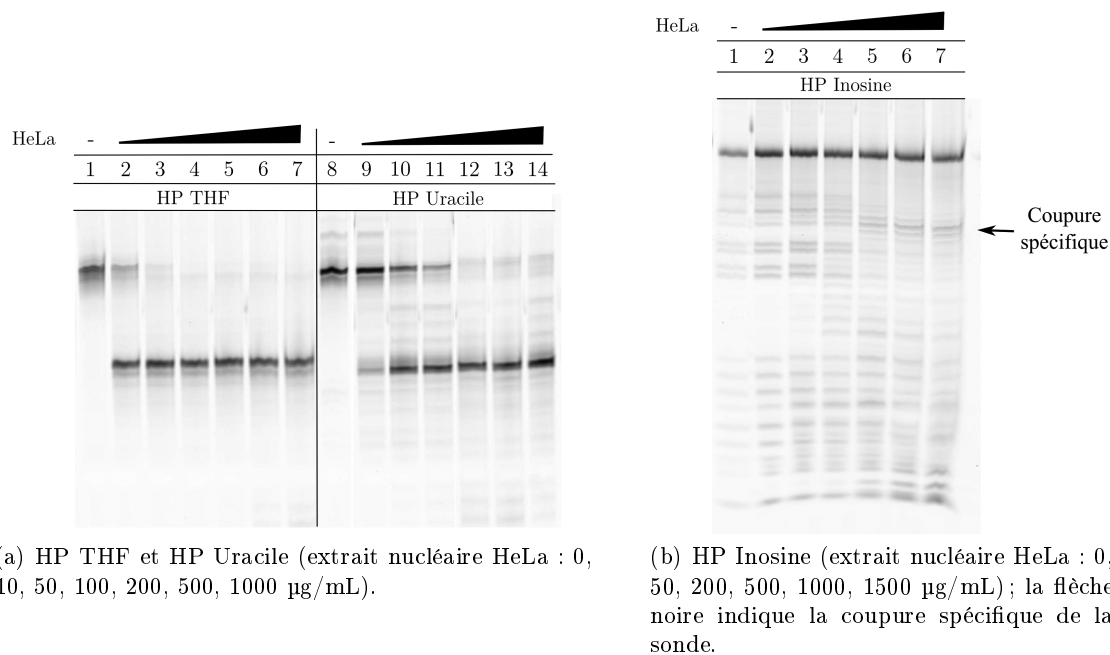 HeLa - 
1 2 3 4 5 6 7
HP THF
- 
8 9 10 11 12 13 14
HP Uracile
(a) HP THF et HP Uracile (extrait nucléaire HeLa : 0,
10, 50, 100, 200, 500, 1000 µg/mL).
HeLa -
1 2 3 4 5 6 7
HP Inosine
Coupure
spécifique
(b) HP Inosine (extrait nucléaire HeLa : 0,
50, 200, 500, 1000, 1500 µg/mL) ; la flèche
noire indique la coupure spécifique de la
sonde.